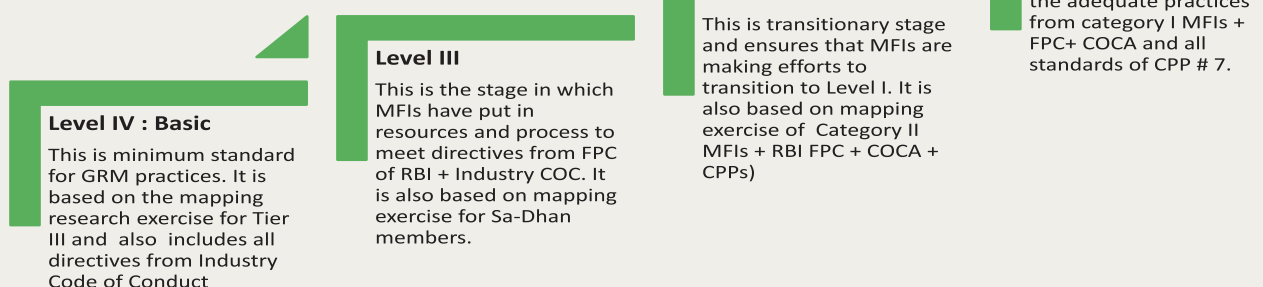 Level IV : Basic
This is minimum standard
for GRM practices. It is
based on the mapping
research exercise for Tier
III and also includes all
directives from Industry
Code of Conduct
Level III
This is the stage in which
MFIs have put in
resources and process to
meet directives from FPC
of RBI + Industry COC. It
is also based on mapping
exercise for Sa-Dhan
members.
This is transitionary stage
and ensures that MFIs are
making efforts to
transition to Level I. It is
also based on mapping
exercise of Category II
MFIs + RBI FPC + COCA +
CPPs)
the adequate practices
from category I MFIs +
FPC+ COCA and all
standards of CPP # 7.